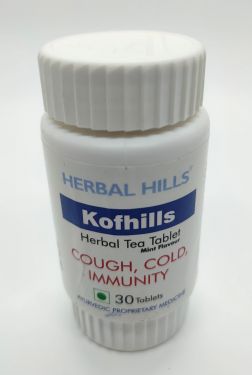 HERBAL HILLS
Kofhills
Herbal Tea Tablet
Mint Flavour
COUGH, COLD,
IMMUNITY
30 Tablets
AYURVEDIC PROPRIETARY MEDICINE